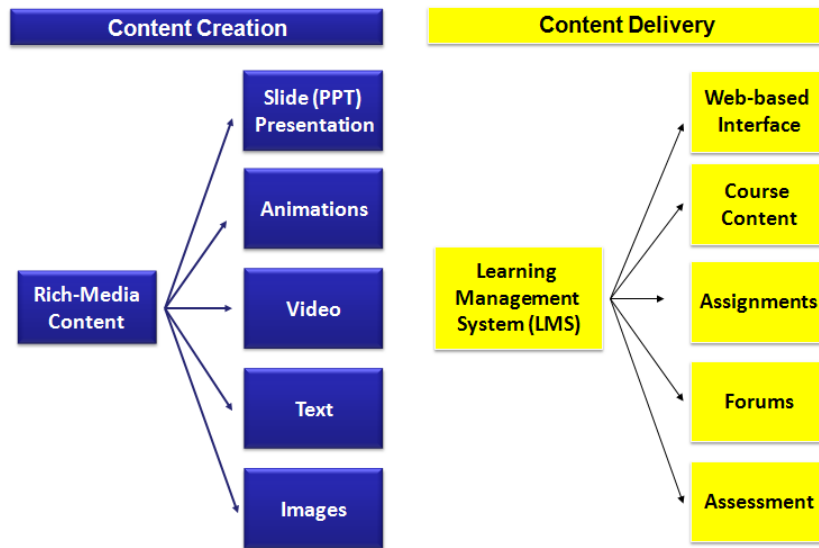 Content Creation
Slide (PPT)
Presentation
Animations
Rich-Media
Content
Video
Text
Images
Content Delivery
Web-based
Interface
Course
Content
Learning
Management
System (LMS)
Assignments
Forums
Assessment